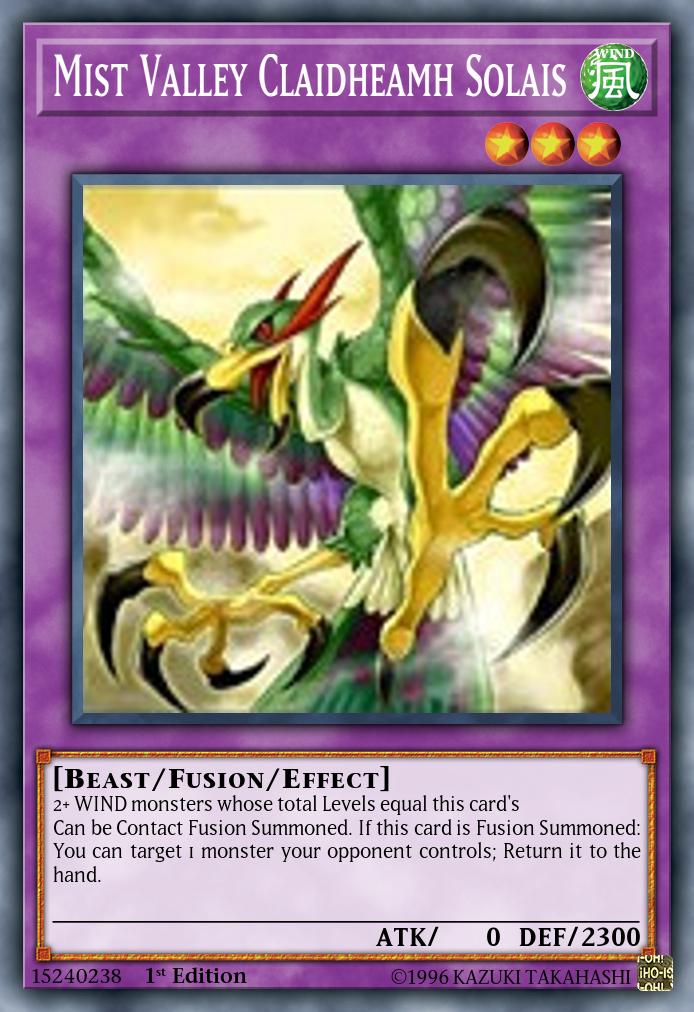 Mist Valley Claidheamh Solais
WIND
風
[Beast/Fusion/Effect]
2+ WIND monsters whose total Levels equal this card's
Can be Contact Fusion Summoned. If this card is Fusion Summoned:
You can target 1 monster your opponent controls; Return it to the
hand.
ATK/ 0 DEF/2300
15240238 1st Edition ©1996 KAZUKI TAKAHASHI